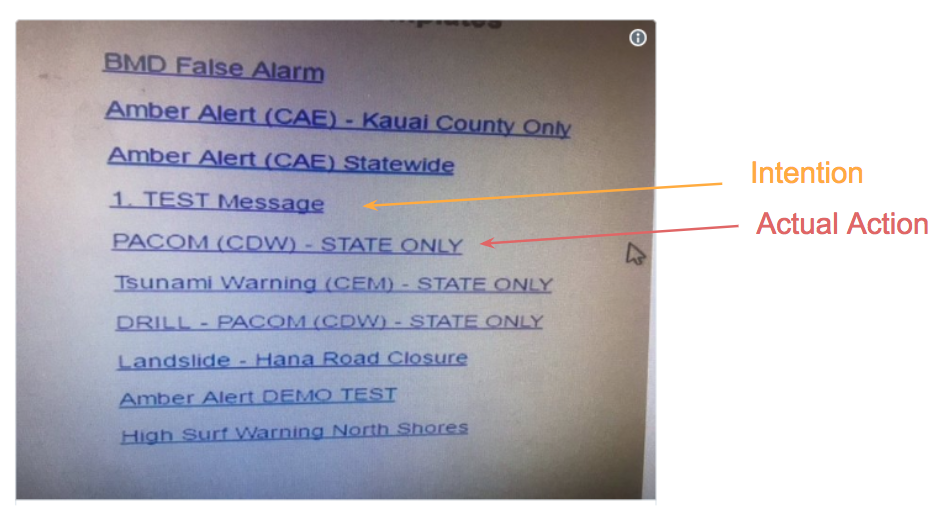 BMD False Alarm
Amber Alert (CAE) - Kauai County Only
Amber Alert (CAE) Statewide
1. TEST Message
PACOM (CDW) - STATE ONLY
Tsunami Warning (CEM) - STATE ONLY
DRILL - PACOM (CDW) - STATE ONLY
Landslide - Hana Road Closure
Amber Alert DEMO TEST
High Surf Warning North Shores
Intention
Actual Action